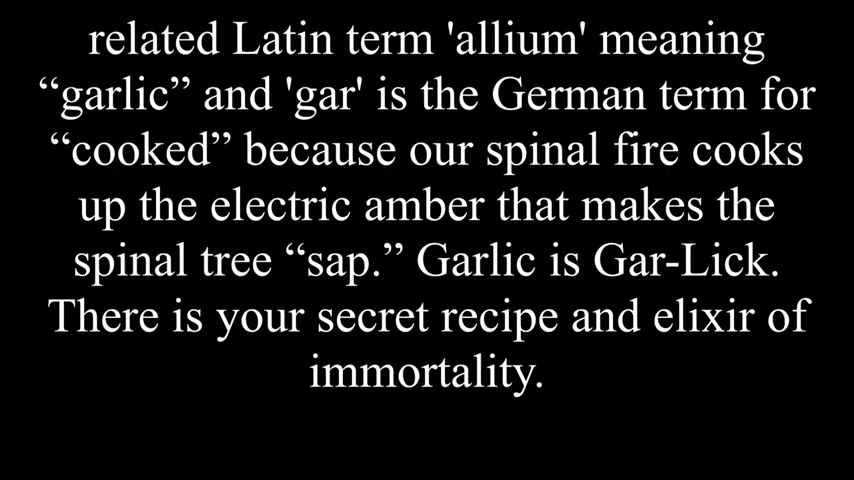 related Latin term 'allium' meaning
“garlic” and 'gar' is the German term for
“cooked” because our spinal fire cooks
up the electric amber that makes the
spinal tree “sap.” Garlic is Gar-Lick.
There is your secret recipe and elixir of
immortality.